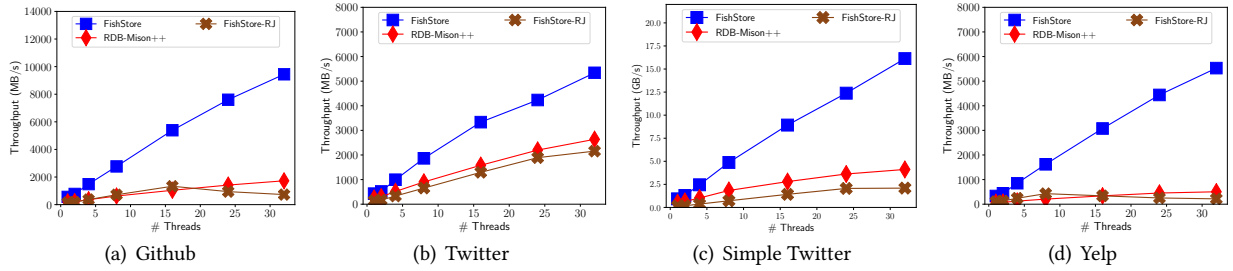 14000
12000
10000
8000
6000
4000
2000
0
Throughput (MB/s)
FishStore
RDB-Mison++
FishStore-RJ
0 5 10 15 20 25 30
# Threads
(a) Github
8000
7000
6000
5000
4000
3000
2000
1000
0
Throughput (MB/s)
FishStore
RDB-Mison++
FishStore-RJ
0 5 10 15 20 25 30
# Threads
(b) Twitter
20.0
17.5
15.0
12.5
10.0
7.5
5.0
2.5
0.0
Throughput (GB/s)
FishStore
RDB-Mison++
FishStore-RJ
0 5 10 15 20 25 30
# Threads
(c) Simple Twitter
8000
7000
6000
5000
4000
3000
2000
1000
0
Throughput (MB/s)
FishStore
RDB-Mison++
FishStore-RJ
0 5 10 15 20 25 30
# Threads
(d) Yelp